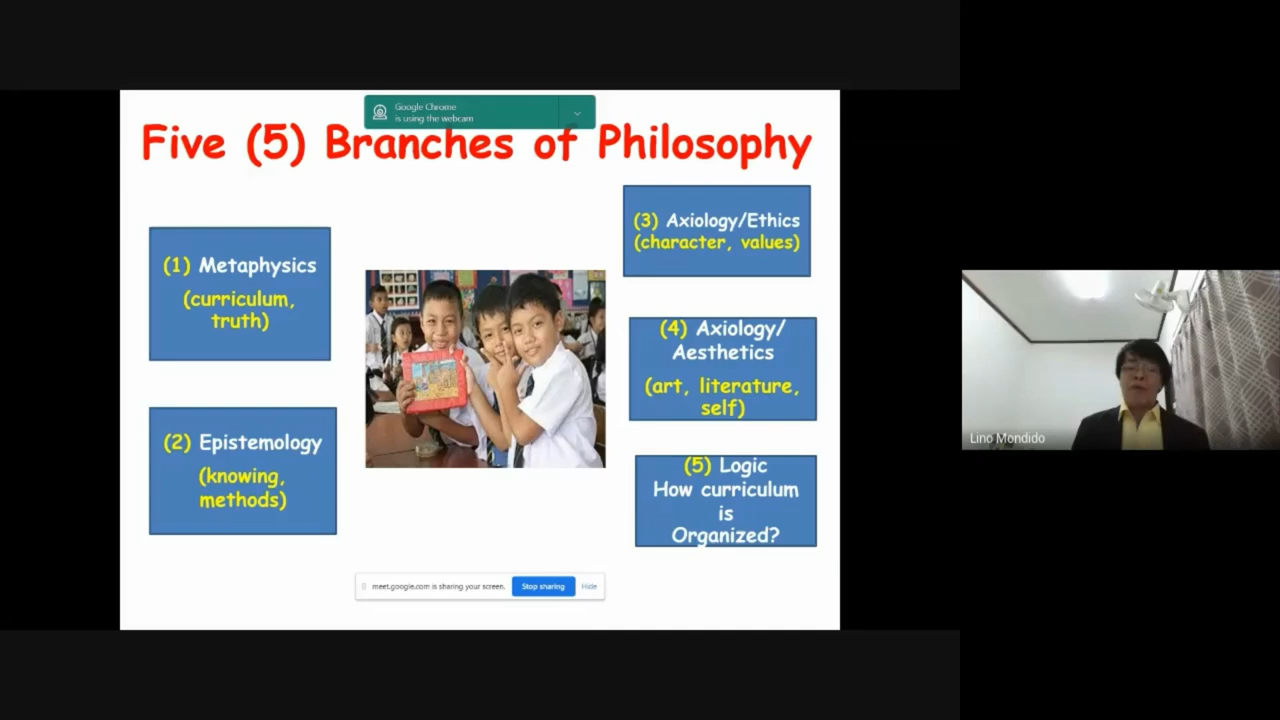 Google Chrome
is using the webcam
Five (5) Branches of Philosophy
(1) Metaphysics
(curriculum,
truth)
(2) Epistemology
(knowing,
methods)
(3) Axiology/Ethics
(character, values)
(4) Axiology/
Aesthetics
(art, literature,
self)
(5) Logic
How curriculum
is
Organized?
meet.google.com is sharing your screen.
Stop sharing
Hide
Lino Mondido